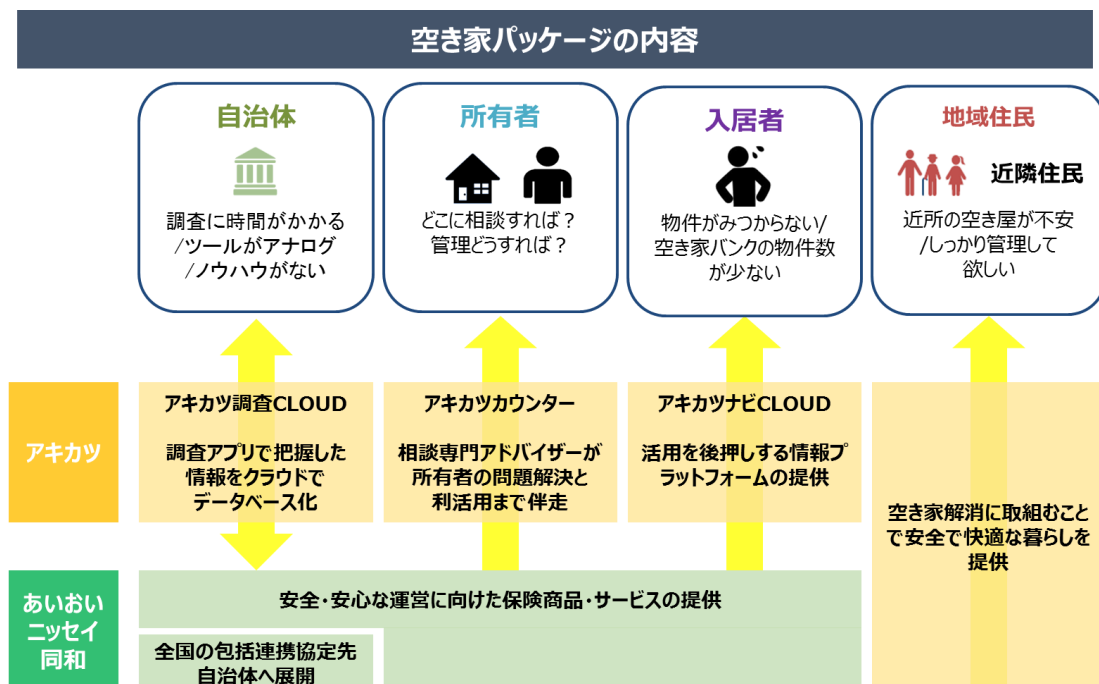 空き家パッケージの内容
自治体
調査に時間がかかる
/ツールがアナログ
/ノウハウがない
所有者
どこに相談すれば？
管理どうすれば？
入居者
物件がみつからない/
空き家バンクの物件数
が少ない
地域住民
近隣住民
近所の空き屋が不安
/しっかり管理して
欲しい
アキカツ
アキカツ調査CLOUD
調査アプリで把握した
情報をクラウドで
データベース化
アキカツカウンター
相談専門アドバイザーが
所有者の問題解決と
利活用まで伴走
アキカツナビCLOUD
活用を後押しする情報プ
ラットフォームの提供
空き家解消に取組むこと
で安全で快適な暮らしを
提供
あいおい
ニッセイ
同和
安全・安心な運営に向けた保険商品・サービスの提供
全国の包括連携協定先
自治体へ展開